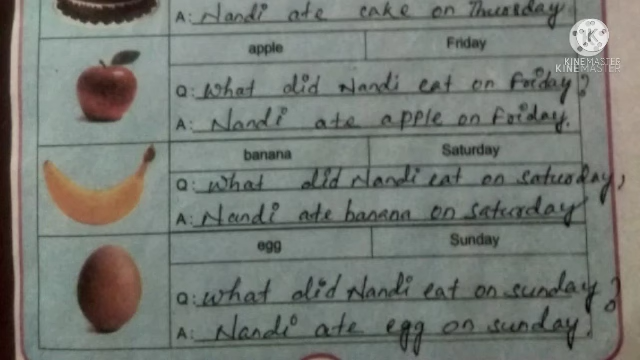 A: Nandi ate cake on Thursday.
KINEMASTER
KINEMASTER
apple Friday
Q: What did Nandi eat on Friday?
A: Nandi ate apple on Friday.
banana Saturday
Q: What did Nandi eat on saturday,
A: Nandi ate banana on saturday
egg Sunday
Q: What did Nandi eat on sunday?
A: Nandi ate egg on sunday.